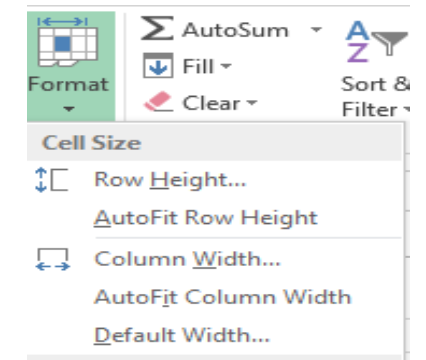 Format
AutoSum
Fill
Clear
Sort &
Filter
Cell Size
Row Height...
AutoFit Row Height
Column Width...
AutoFit Column Width
Default Width...